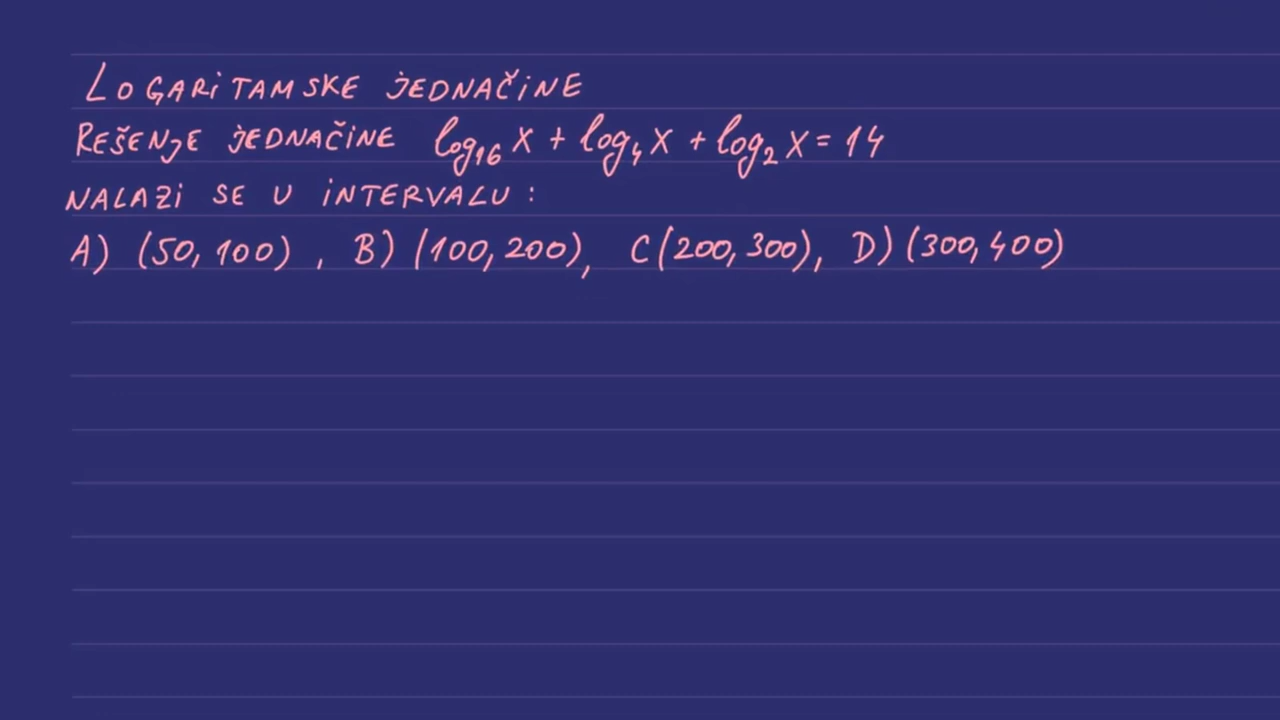 LOGARITAMSKE JEDNAČINE
REŠENJE JEDNAČINE log₁₆ X + log₄ X + log₂ X = 14
NALAZI SE U INTERVALU :
A) (50, 100) , B) (100, 200), C (200, 300), D) (300, 400)